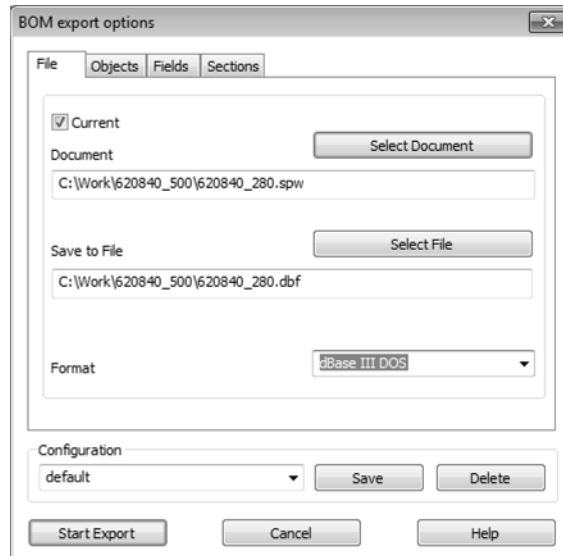 BOM export options
File Objects Fields Sections
Current
Select Document
Document
C:\Work\620840_500\620840_280.spw
Select File
Save to File
C:\Work\620840_500\620840_280.dbf
Format dBase III DOS
Configuration
default Save Delete
Start Export Cancel Help